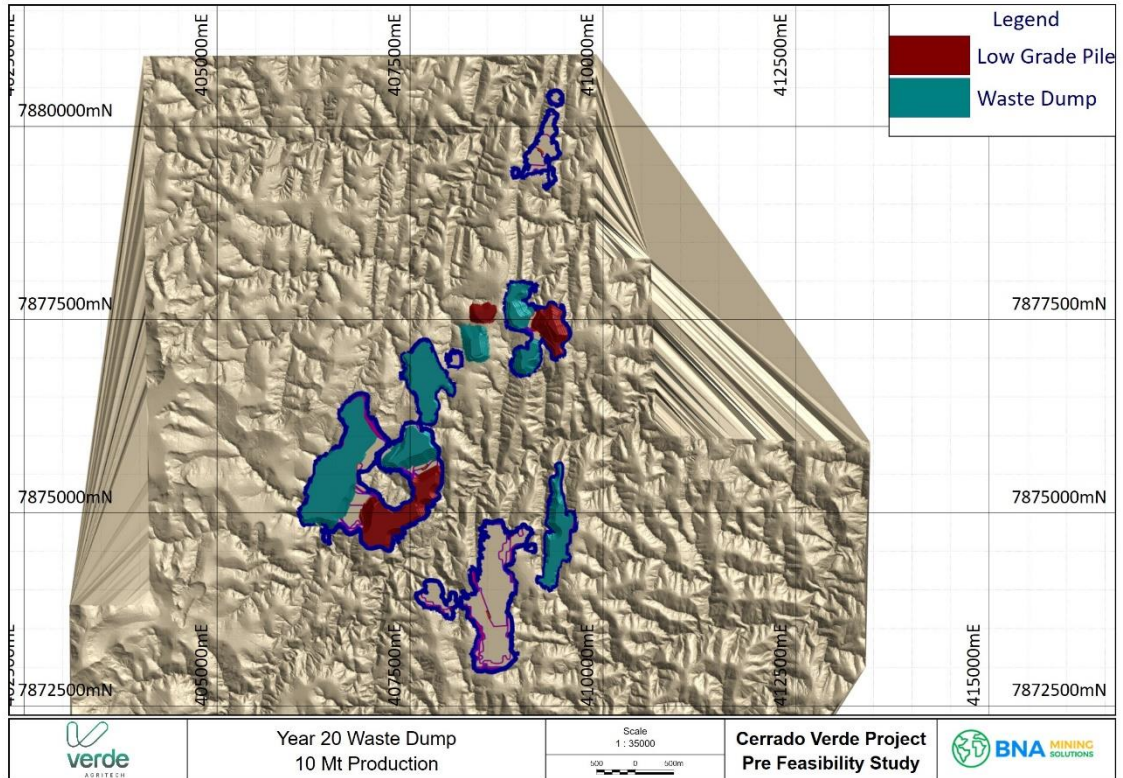 402500mE
405000mE
407500mE
410000mE
412500mE
Legend
Low Grade Pile
Waste Dump
7880000mN
7877500mN
7877500mN
7875000mN
7875000mN
402500mE
405000mE
407500mE
410000mE
412500mE
415000mE
7872500mN
7872500mN
verde
AGRITECH
Year 20 Waste Dump
10 Mt Production
Scale
1 : 35000
500 0 500m
Cerrado Verde Project
Pre Feasibility Study
BNA MINING
SOLUTIONS